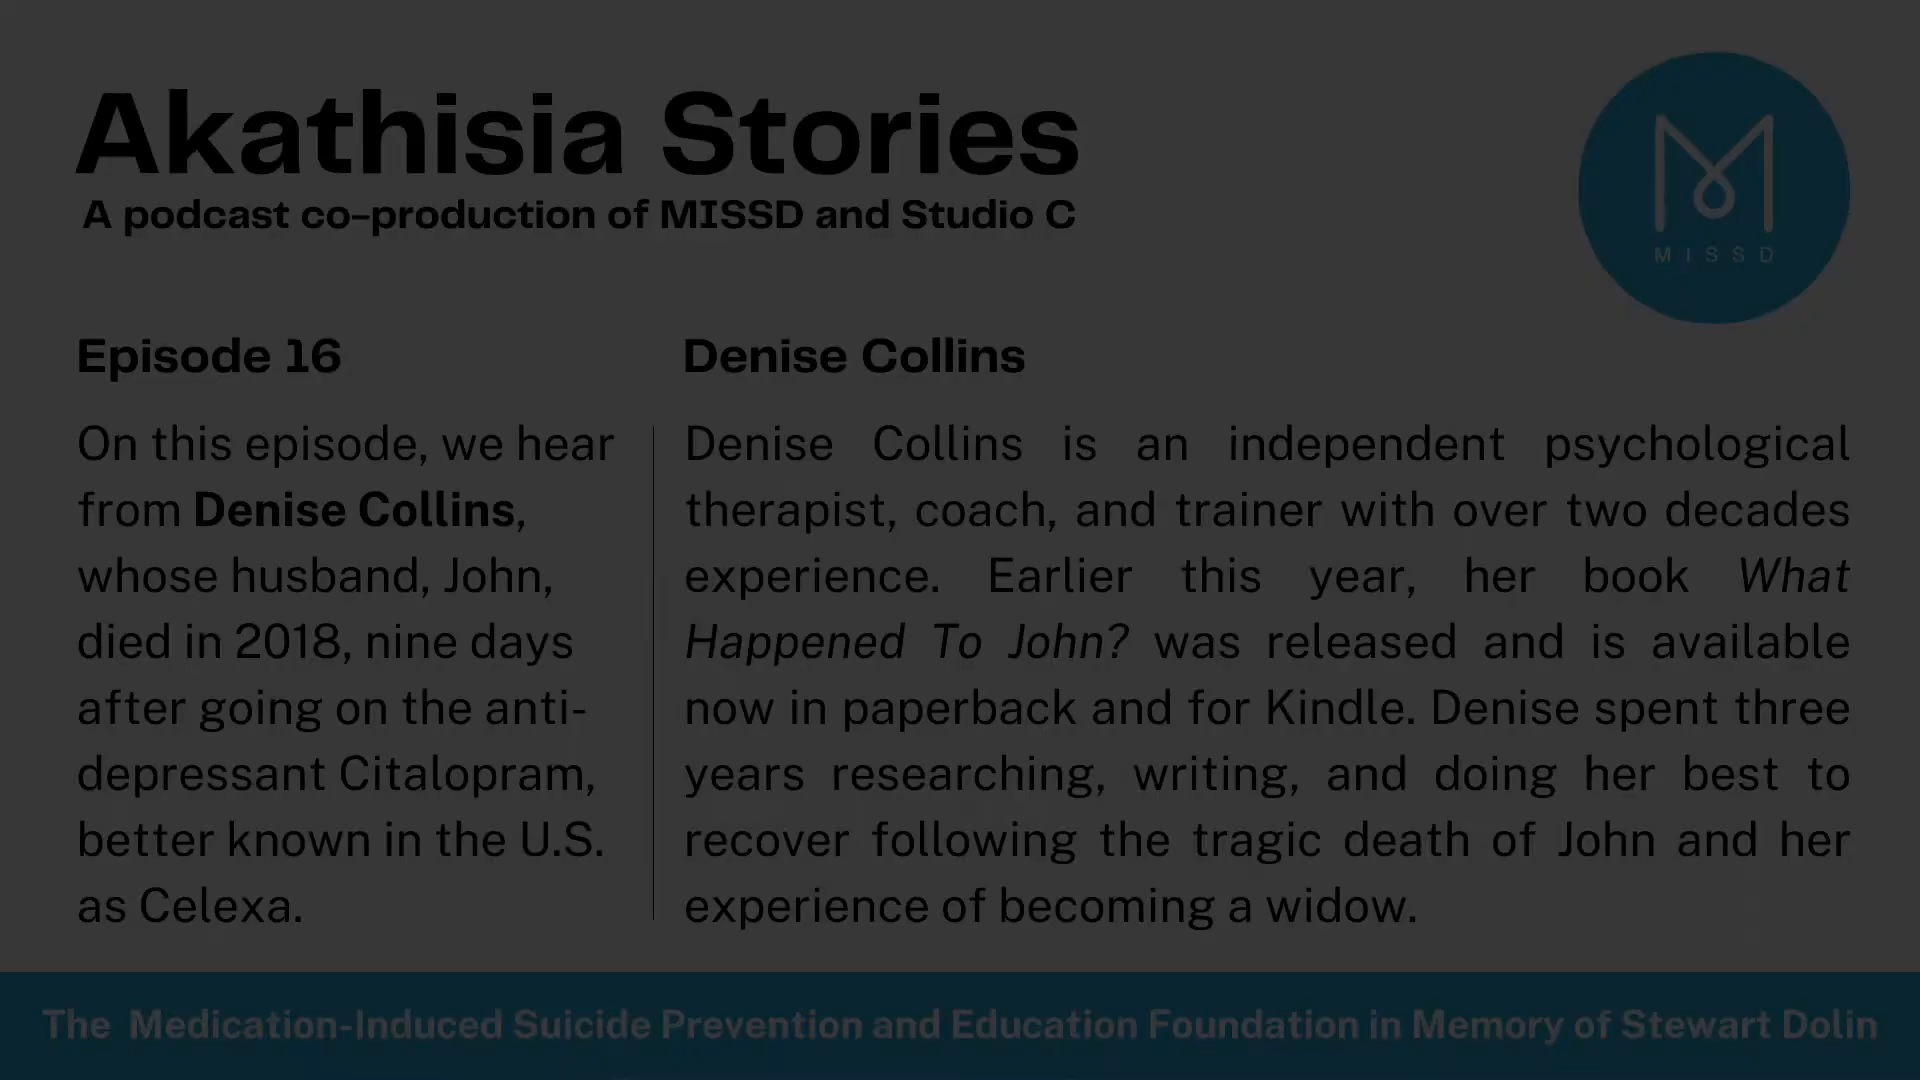 Akathisia Stories
A podcast co-production of MISSD and Studio C
MISSD
Episode 16
On this episode, we hear
from Denise Collins,
whose husband, John,
died in 2018, nine days
after going on the anti-
depressant Citalopram,
better known in the U.S.
as Celexa.
Denise Collins
Denise Collins is an independent psychological
therapist, coach, and trainer with over two decades
experience. Earlier this year, her book What
Happened To John? was released and is available
now in paperback and for Kindle. Denise spent three
years researching, writing, and doing her best to
recover following the tragic death of John and her
experience of becoming a widow.
The Medication-Induced Suicide Prevention and Education Foundation in Memory of Stewart Dolin